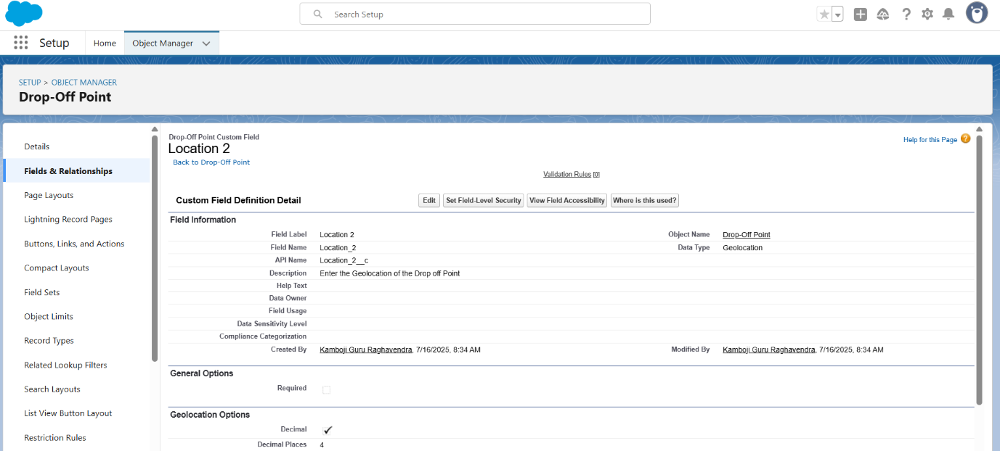 Search Setup
Setup
Home
Object Manager
SETUP > OBJECT MANAGER
Drop-Off Point
Details
Fields & Relationships
Page Layouts
Lightning Record Pages
Buttons, Links, and Actions
Compact Layouts
Field Sets
Object Limits
Record Types
Related Lookup Filters
Search Layouts
List View Button Layout
Restriction Rules
Drop-Off Point Custom Field
Location 2
Back to Drop-Off Point
Help for this Page ?
Validation Rules [0]
Custom Field Definition Detail Edit Set Field-Level Security View Field Accessibility Where is this used?
Field Information
Field Label Location 2 Object Name Drop-Off Point
Field Name Location_2 Data Type Geolocation
API Name Location_2__c
Description Enter the Geolocation of the Drop off Point
Help Text
Data Owner
Field Usage
Data Sensitivity Level
Compliance Categorization
Created By Kamboji Guru Raghavendra, 7/16/2025, 8:34 AM Modified By Kamboji Guru Raghavendra, 7/16/2025, 8:34 AM
General Options
Required
Geolocation Options
Decimal
Decimal Places 4